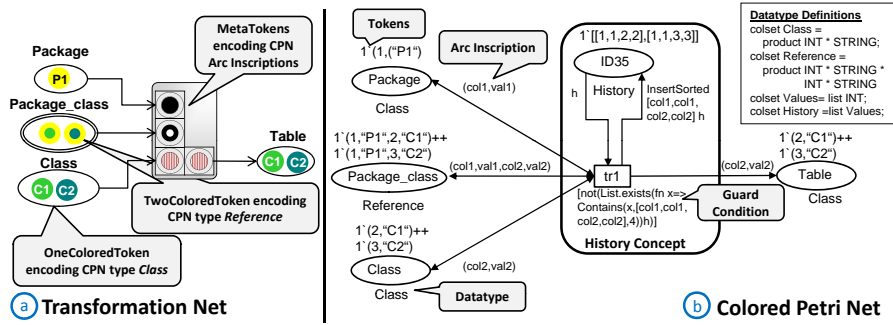 Package
P1
MetaTokens
encoding CPN
Arc Inscriptions
Package_class
Class
C1 C2
Table
C1 C2
TwoColoredToken encoding
CPN type Reference
OneColoredToken
encoding CPN type Class
a Transformation Net
Tokens
1`(1,("P1“)
Package
Class
Arc Inscription
(col1,val1)
1`(1,“P1“,2,“C1“)++
1`(1,“P1“,3,“C2“)
Package_class
Reference
(col1,val1,col2,val2)
1`(2,“C1“)++
1`(3,“C2“)
Class
Class
(col2,val2)
Datatype
1`[[1,1,2,2],[1,1,3,3]]
ID35
History
h
InsertSorted
[col1,col1,
col2,col2] h
tr1
[not(List.exists(fn x=>
Contains(x,[col1,col1,
col2,col2],4))h)]
Guard
Condition
History Concept
(col2,val2)
1`(2,“C1“)++
1`(3,“C2“)
Table
Class
Datatype Definitions
colset Class =
product INT * STRING;
colset Reference =
product INT * STRING *
INT * STRING
colset Values= list INT;
colset History =list Values;
b Colored Petri Net